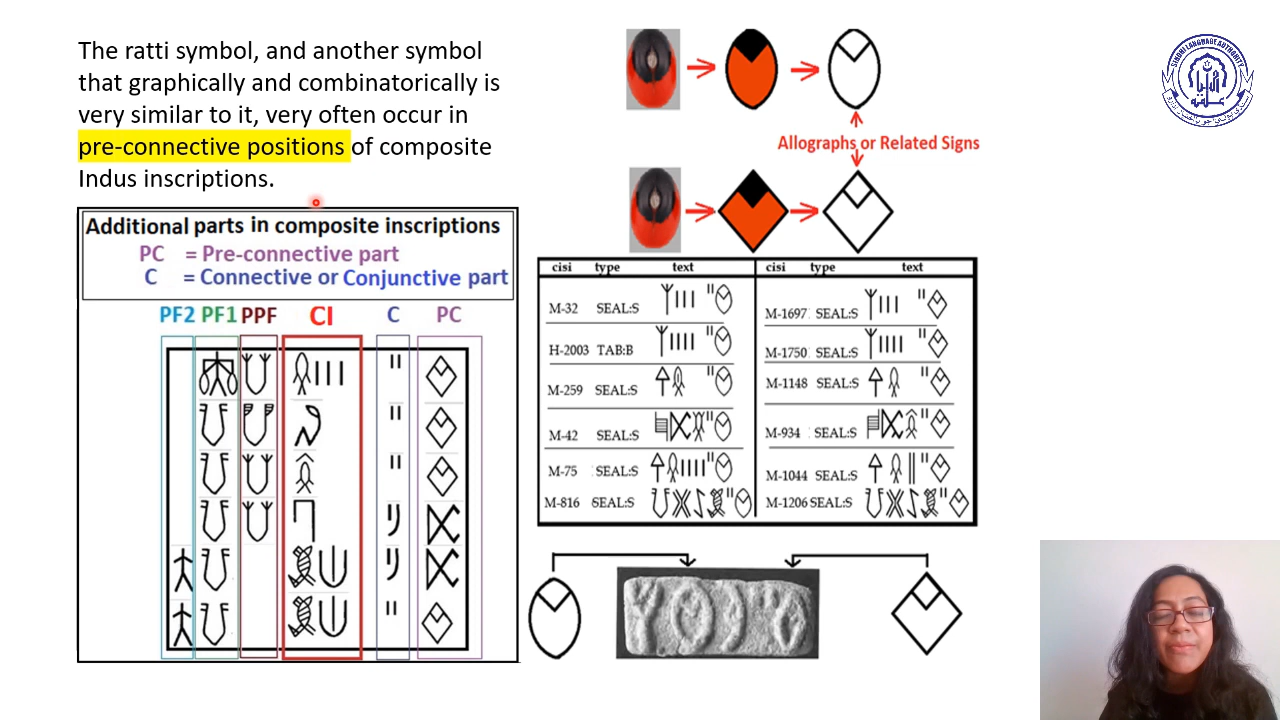 The ratti symbol, and another symbol
that graphically and combinatorically is
very similar to it, very often occur in
pre-connective positions of composite
Indus inscriptions.
Additional parts in composite inscriptions
PC = Pre-connective part
C = Connective or Conjunctive part
PF2 PF1 PPF CI C PC
Allographs or Related Signs
cisi type text cisi type text
M-32 SEAL:S M-1697 SEAL:S
H-2003 TAB:B M-1750 SEAL:S
M-259 SEAL:S M-1148 SEAL:S
M-42 SEAL:S M-934 SEAL:S
M-75 SEAL:S M-1044 SEAL:S
M-816 SEAL:S M-1206 SEAL:S
SINDHI LANGUAGE AUTHORITY